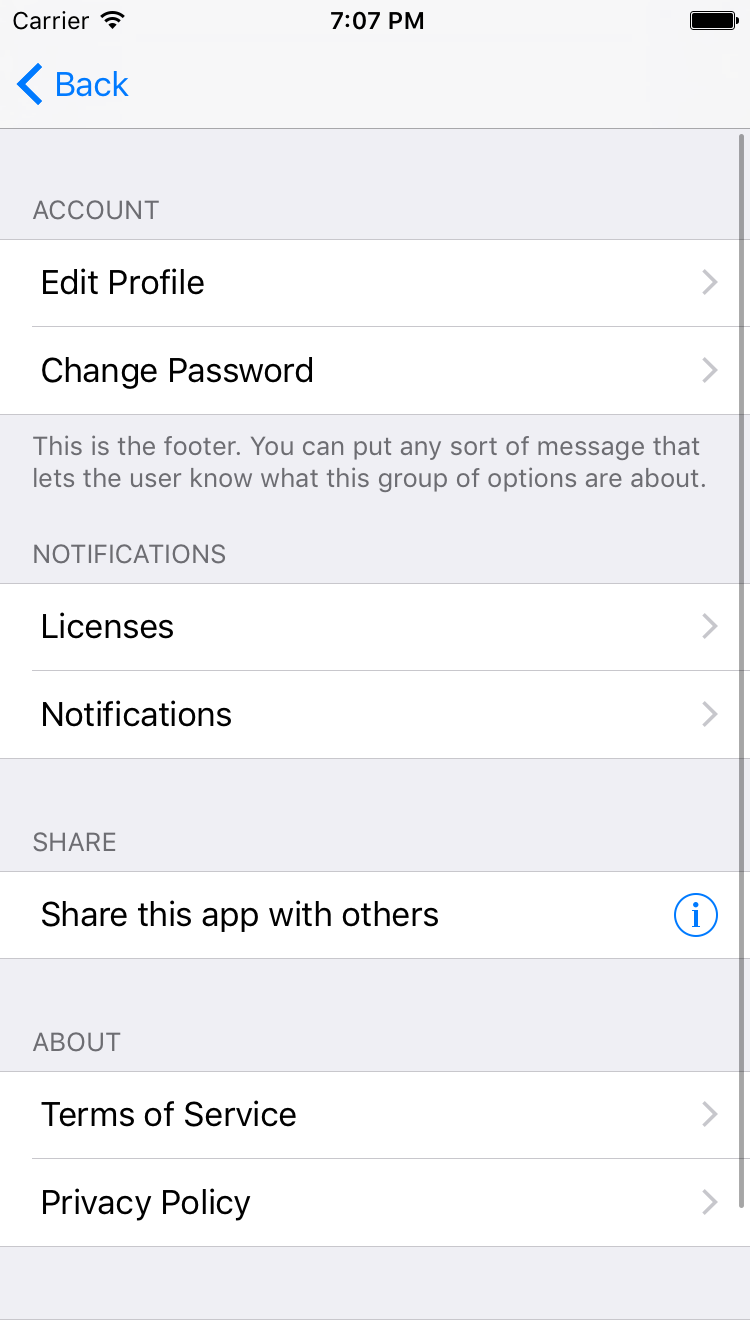 Carrier 7:07 PM
Back
ACCOUNT
Edit Profile
Change Password
This is the footer. You can put any sort of message that
lets the user know what this group of options are about.
NOTIFICATIONS
Licenses
Notifications
SHARE
Share this app with others
ABOUT
Terms of Service
Privacy Policy